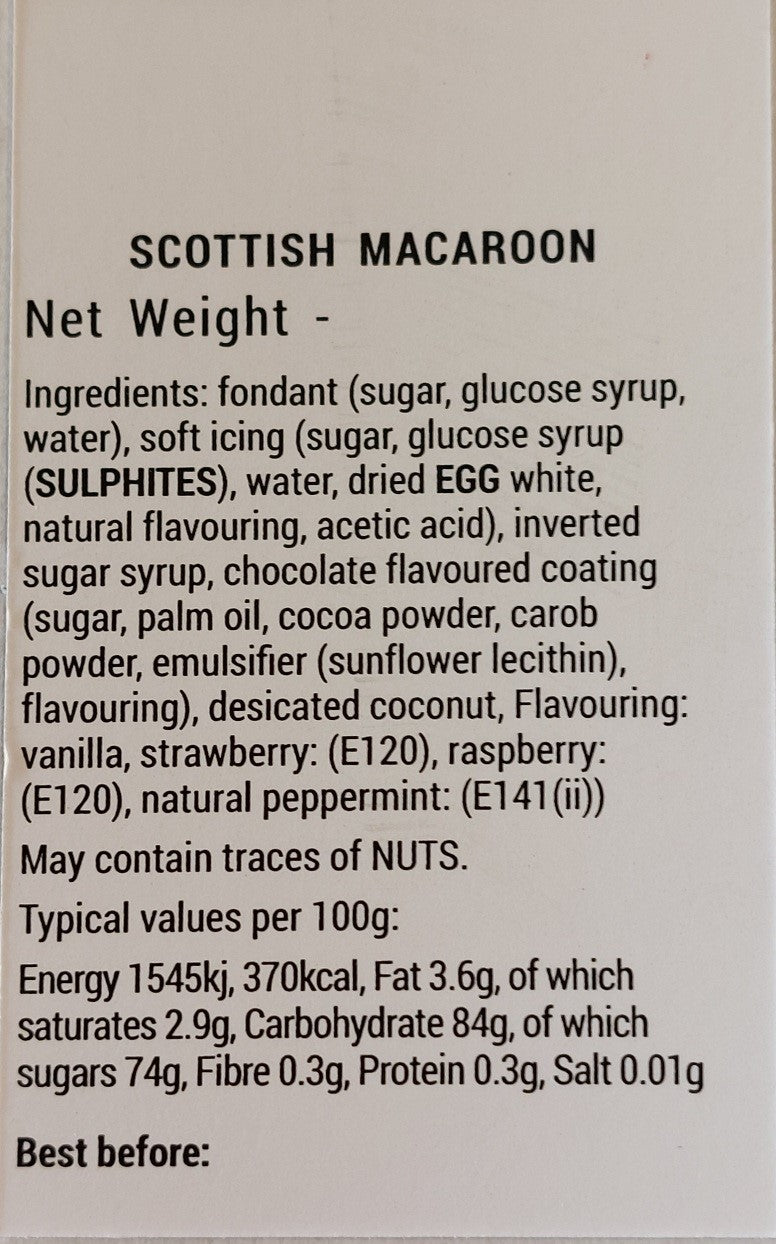 SCOTTISH MACAROON
Net Weight -
Ingredients: fondant (sugar, glucose syrup,
water), soft icing (sugar, glucose syrup
(SULPHITES), water, dried EGG white,
natural flavouring, acetic acid), inverted
sugar syrup, chocolate flavoured coating
(sugar, palm oil, cocoa powder, carob
powder, emulsifier (sunflower lecithin),
flavouring), desicated coconut, Flavouring:
vanilla, strawberry: (E120), raspberry:
(E120), natural peppermint: (E141(ii))
May contain traces of NUTS.
Typical values per 100g:
Energy 1545kj, 370kcal, Fat 3.6g, of which
saturates 2.9g, Carbohydrate 84g, of which
sugars 74g, Fibre 0.3g, Protein 0.3g, Salt 0.01g
Best before: